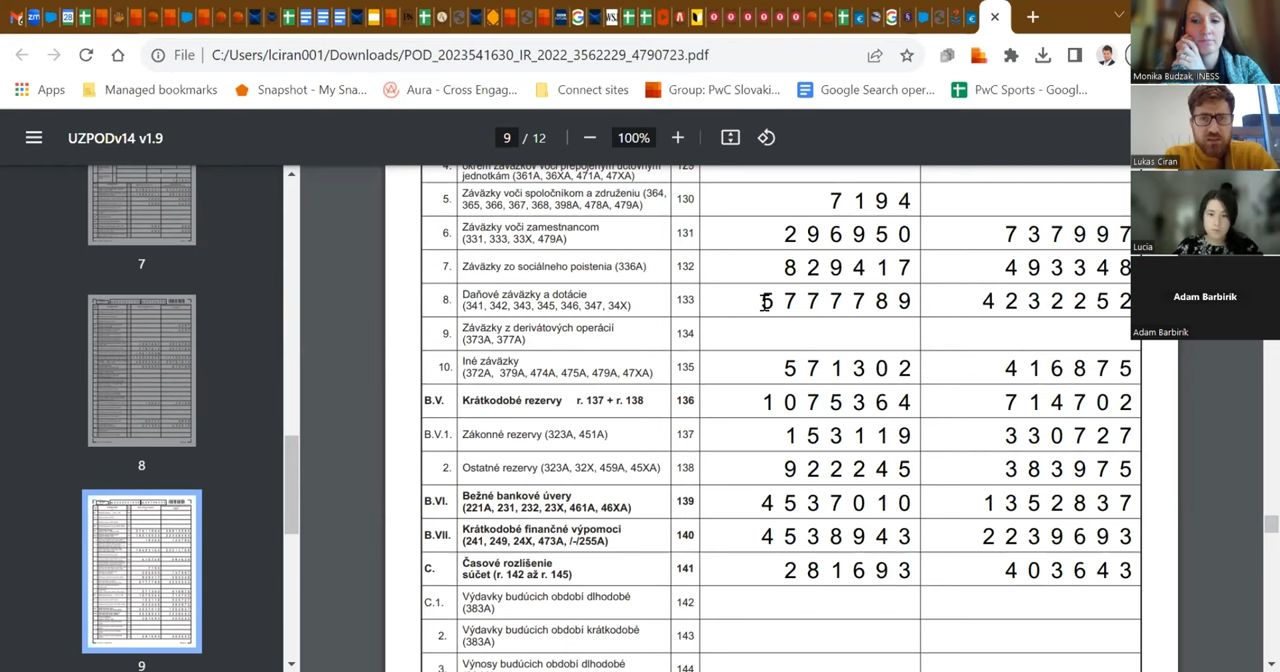 28
File C:/Users/lciran001/Downloads/POD_2023541630_IR_2022_3562229_4790723.pdf
Apps Managed bookmarks Snapshot - My Sna... Aura - Cross Engag... Connect sites Group: PwC Slovaki... Google Search oper... PwC Sports - Googl...
UZPODv14 v1.9 9 / 12 100%
7
8
9
4. okrem záväzkov voči prepojeným účtovným jednotkám (361A, 36XA, 471A, 47XA) 129
5. Záväzky voči spoločníkom a združeniu (364, 365, 366, 367, 368, 398A, 478A, 479A) 130 7194
6. Záväzky voči zamestnancom (331, 333, 33X, 479A) 131 296950 737997
7. Záväzky zo sociálneho poistenia (336A) 132 829417 493348
8. Daňové záväzky a dotácie (341, 342, 343, 345, 346, 347, 34X) 133 5777789 4232252
9. Záväzky z derivátových operácií (373A, 377A) 134
10. Iné záväzky (372A, 379A, 474A, 475A, 479A, 47XA) 135 571302 416875
B.V. Krátkodobé rezervy r. 137 + r. 138 136 1075364 714702
B.V.1. Zákonné rezervy (323A, 451A) 137 153119 330727
2. Ostatné rezervy (323A, 32X, 459A, 45XA) 138 922245 383975
B.VI. Bežné bankové úvery (221A, 231, 232, 23X, 461A, 46XA) 139 4537010 1352837
B.VII. Krátkodobé finančné výpomoci (241, 249, 24X, 473A, /-/255A) 140 4538943 2239693
C. Časové rozlíšenie súčet (r. 142 až r. 145) 141 281693 403643
C.1. Výdavky budúcich období dlhodobé (383A) 142
2. Výdavky budúcich období krátkodobé (383A) 143
3. Výnosy budúcich období dlhodobé 144
Monika Budzak, INESS
Lukas Ciran
Lucia
Adam Barbirik
Adam Barbirik